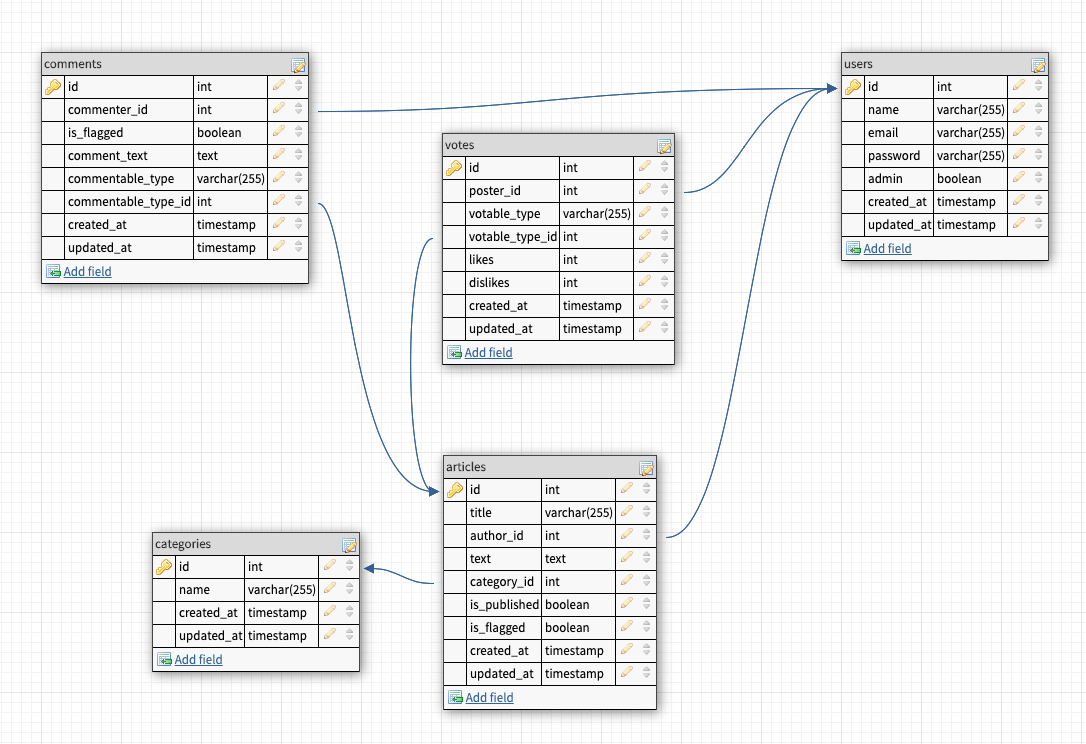 comments
id int
commenter_id int
is_flagged boolean
comment_text text
commentable_type varchar(255)
commentable_type_id int
created_at timestamp
updated_at timestamp
Add field
users
id int
name varchar(255)
email varchar(255)
password varchar(255)
admin boolean
created_at timestamp
updated_at timestamp
Add field
votes
id int
poster_id int
votable_type varchar(255)
votable_type_id int
likes int
dislikes int
created_at timestamp
updated_at timestamp
Add field
articles
id int
title varchar(255)
author_id int
text text
category_id int
is_published boolean
is_flagged boolean
created_at timestamp
updated_at timestamp
Add field
categories
id int
name varchar(255)
created_at timestamp
updated_at timestamp
Add field